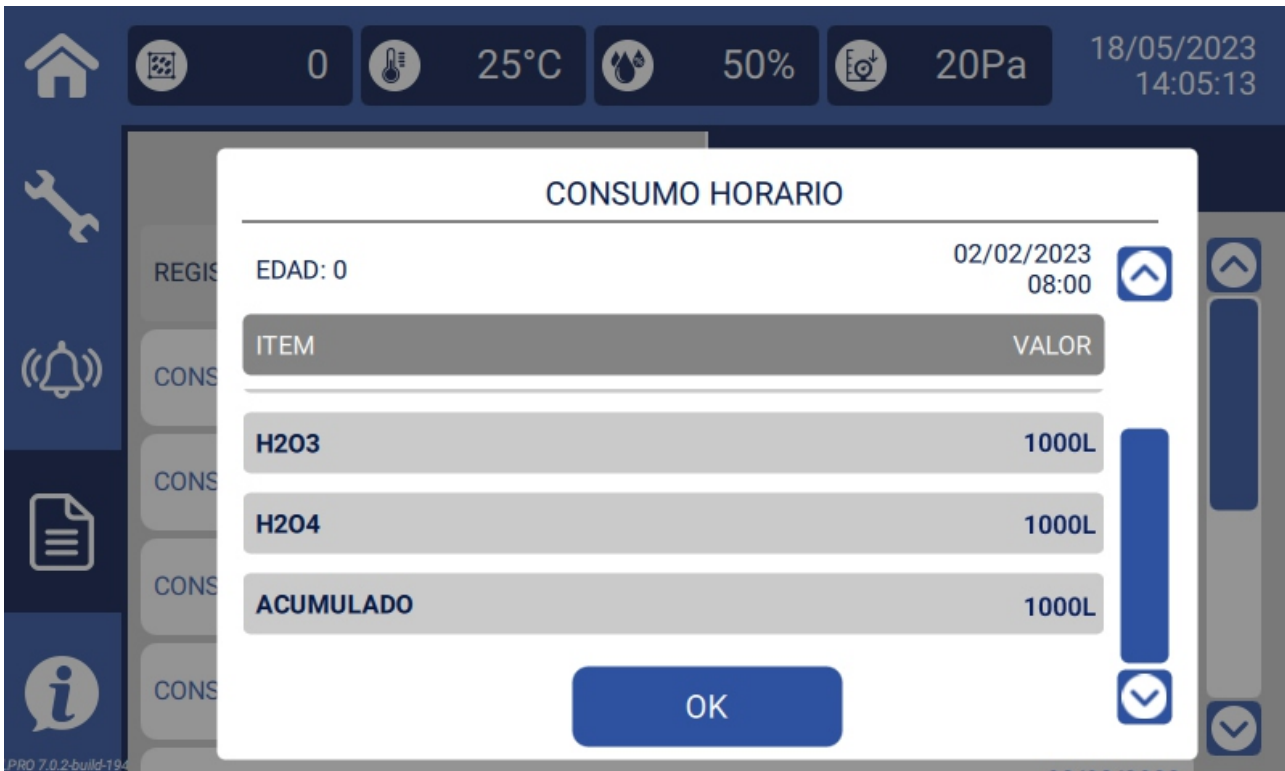 0 25°C 50% 20Pa 18/05/2023
14:05:13
CONSUMO HORARIO
EDAD: 0
02/02/2023
08:00
ITEM VALOR
H2O3 1000L
H2O4 1000L
ACUMULADO 1000L
OK
REGIS
CONS
CONS
CONS
CONS
PRO 7.0.2-build-194